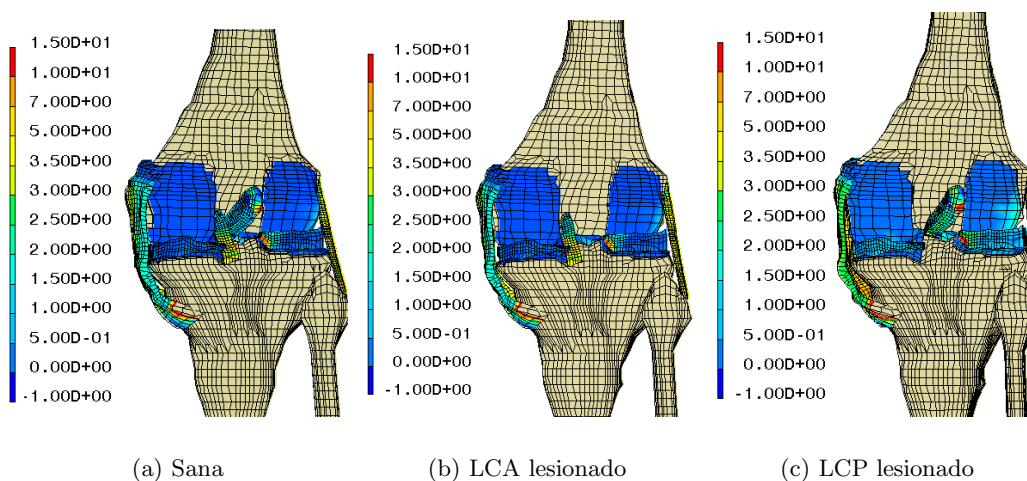 1.50D+01
1.00D+01
7.00D+00
5.00D+00
3.50D+00
3.00D+00
2.50D+00
2.00D+00
1.50D+00
1.00D+00
5.00D-01
0.00D+00
-1.00D+00
1.50D+01
1.00D+01
7.00D+00
5.00D+00
3.50D+00
3.00D+00
2.50D+00
2.00D+00
1.50D+00
1.00D+00
5.00D-01
0.00D+00
-1.00D+00
1.50D+01
1.00D+01
7.00D+00
5.00D+00
3.50D+00
3.00D+00
2.50D+00
2.00D+00
1.50D+00
1.00D+00
5.00D-01
0.00D+00
-1.00D+00
(a) Sana
(b) LCA lesionado
(c) LCP lesionado